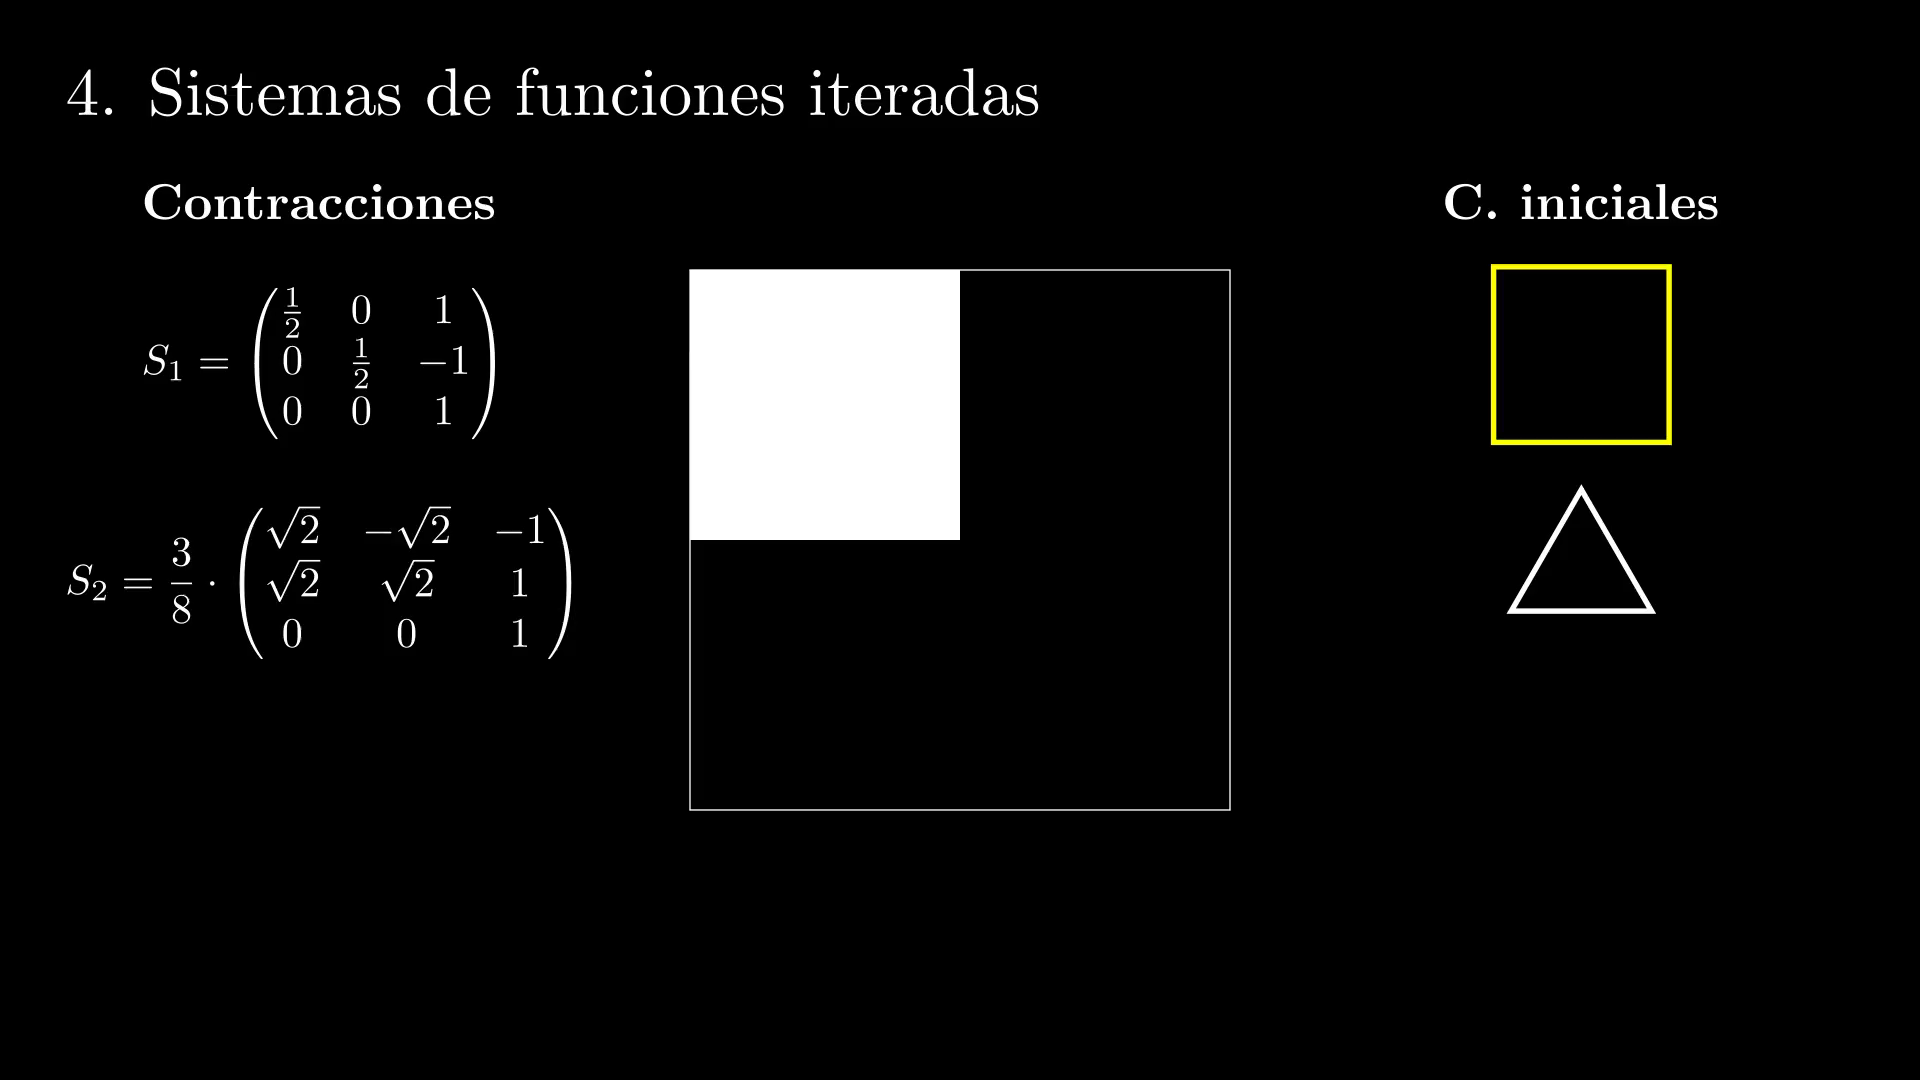 4. Sistemas de funciones iteradas
Contracciones
C. iniciales
S₁ = (1/2 0 1
0 1/2 −1
0 0 1)
S₂ = 3/8 · (√2 −√2 −1
√2 √2 1
0 0 1)